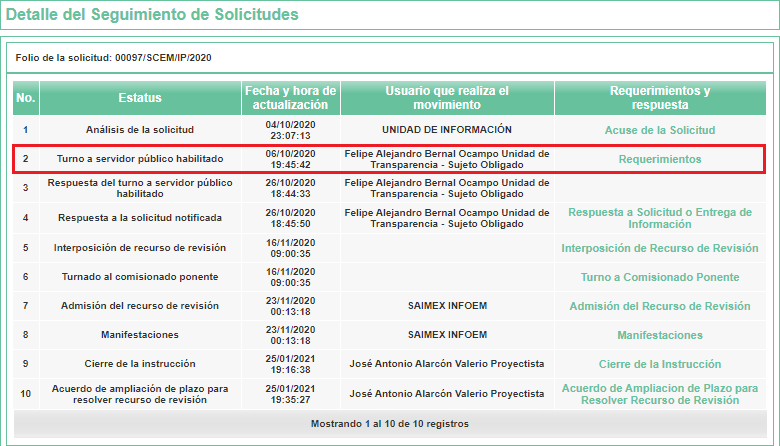 Detalle del Seguimiento de Solicitudes
Folio de la solicitud: 00097/SCEM/IP/2020
No. Estatus Fecha y hora de actualización Usuario que realiza el movimiento Requerimientos y respuesta
1 Análisis de la solicitud 04/10/2020 23:07:13 UNIDAD DE INFORMACIÓN Acuse de la Solicitud
2 Turno a servidor público habilitado 06/10/2020 19:45:42 Felipe Alejandro Bernal Ocampo Unidad de Transparencia - Sujeto Obligado Requerimientos
3 Respuesta del turno a servidor público habilitado 26/10/2020 18:44:33 Felipe Alejandro Bernal Ocampo Unidad de Transparencia - Sujeto Obligado
4 Respuesta a la solicitud notificada 26/10/2020 18:45:50 Felipe Alejandro Bernal Ocampo Unidad de Transparencia - Sujeto Obligado Respuesta a Solicitud o Entrega de Información
5 Interposición de recurso de revisión 16/11/2020 09:00:35 Interposición de Recurso de Revisión
6 Turnado al comisionado ponente 16/11/2020 09:00:35 Turno a Comisionado Ponente
7 Admisión del recurso de revisión 23/11/2020 00:13:18 SAIMEX INFOEM Admisión del Recurso de Revisión
8 Manifestaciones 23/11/2020 00:13:18 SAIMEX INFOEM Manifestaciones
9 Cierre de la instrucción 25/01/2021 19:16:38 José Antonio Alarcón Valerio Proyectista Cierre de la Instrucción
10 Acuerdo de ampliación de plazo para resolver recurso de revisión 25/01/2021 19:35:27 José Antonio Alarcón Valerio Proyectista Acuerdo de Ampliacion de Plazo para Resolver Recurso de Revisión
Mostrando 1 al 10 de 10 registros